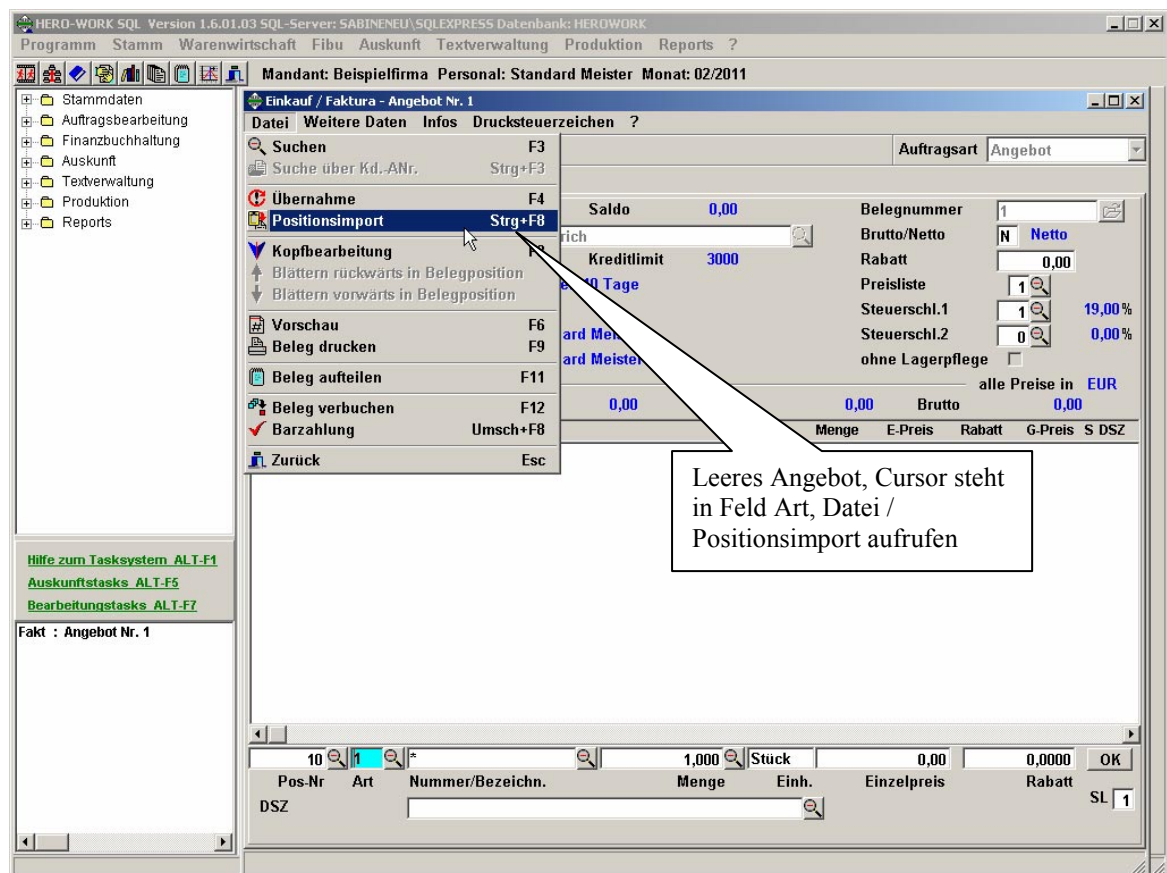 HERO-WORK SQL Version 1.6.01.03 SQL-Server: SABINENEU\SQLEXPRESS Datenbank: HEROWORK
Programm Stamm Warenwirtschaft Fibu Auskunft Textverwaltung Produktion Reports ?
Mandant: Beispielfirma Personal: Standard Meister Monat: 02/2011
Stammdaten
Auftragsbearbeitung
Finanzbuchhaltung
Auskunft
Textverwaltung
Produktion
Reports
Einkauf / Faktura - Angebot Nr. 1
Datei Weitere Daten Infos Drucksteuerzeichen ?
Suchen F3
Suche über Kd.-ANr. Strg+F3
Übernahme F4
Positionsimport Strg+F8
Kopfbearbeitung
Blättern rückwärts in Belegposition
Blättern vorwärts in Belegposition
Vorschau F6
Beleg drucken F9
Beleg aufteilen F11
Beleg verbuchen F12
Barzahlung Umsch+F8
Zurück Esc
Auftragsart Angebot
Saldo 0,00 Belegnummer 1
rich Brutto/Netto N Netto
Kreditlimit 3000 Rabatt 0,00
10 Tage Preisliste 1
Steuerschl.1 1 19,00%
ard Mei Steuerschl.2 0 0,00%
ard Meister ohne Lagerpflege
alle Preise in EUR
0,00 0,00 Brutto 0,00
Menge E-Preis Rabatt G-Preis S DSZ
Leeres Angebot, Cursor steht
in Feld Art, Datei /
Positionsimport aufrufen
Hilfe zum Tasksystem ALT-F1
Auskunftstasks ALT-F5
Bearbeitungstasks ALT-F7
Fakt : Angebot Nr. 1
10 1 * 1,000 Stück 0,00 0,0000 OK
Pos-Nr Art Nummer/Bezeichn. Menge Einh. Einzelpreis Rabatt
DSZ SL 1